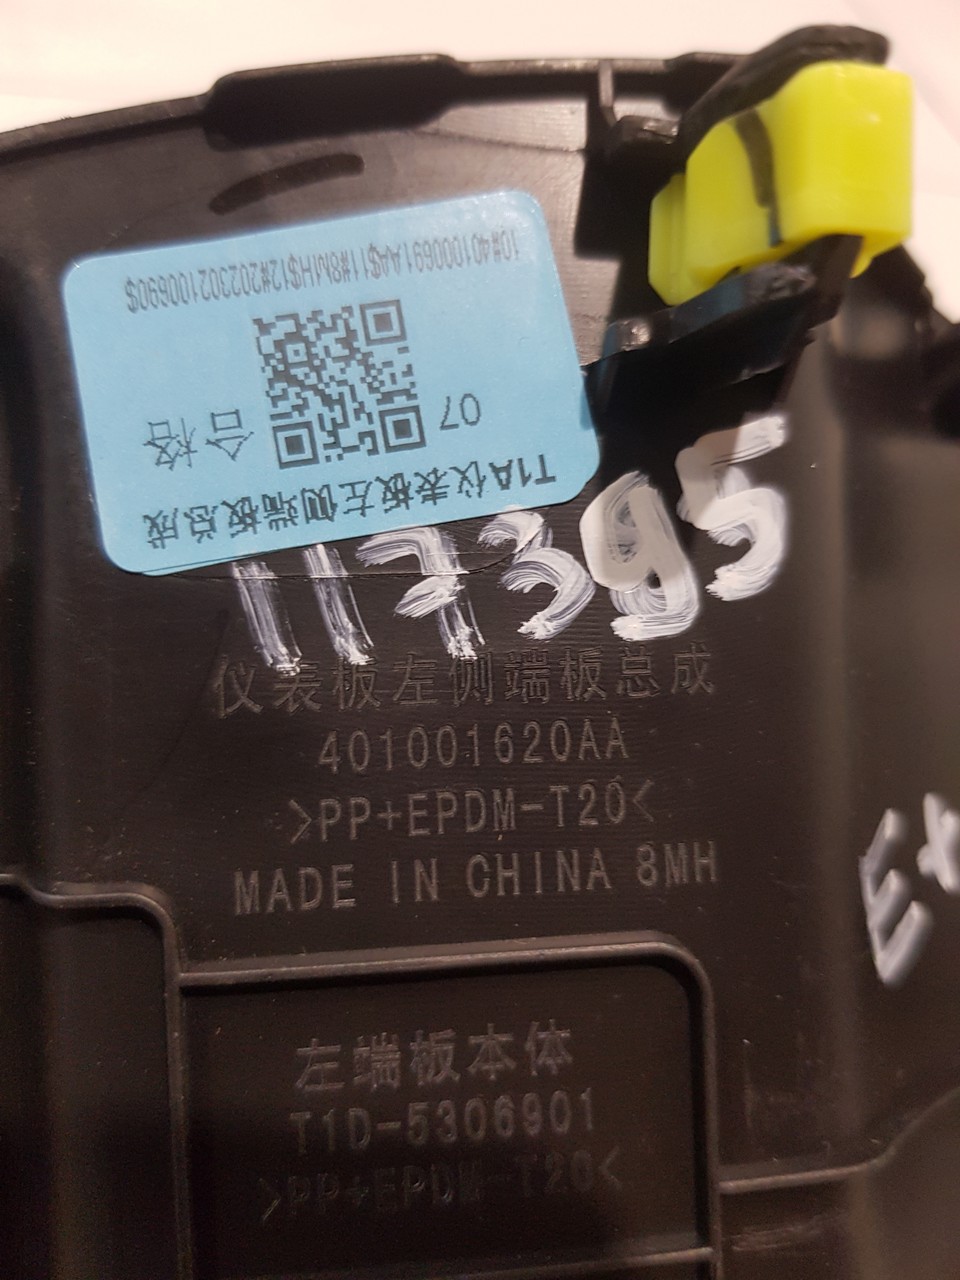 T1A仪表板左侧端板总成
07 合格
10#401000691AA$11#8MH$12#2023021000690$
117395
仪表板左侧端板总成
401001620AA
>PP+EPDM-T20<
MADE IN CHINA 8MH
Ex
左端板本体
T1D-5306901
>PP+EPDM-T20<